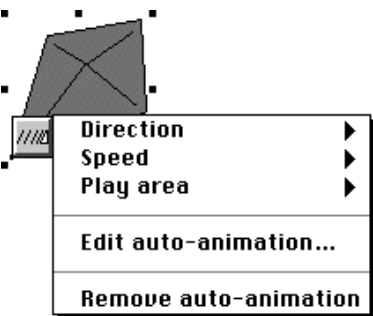 Direction
Speed
Play area
Edit auto-animation...
Remove auto-animation